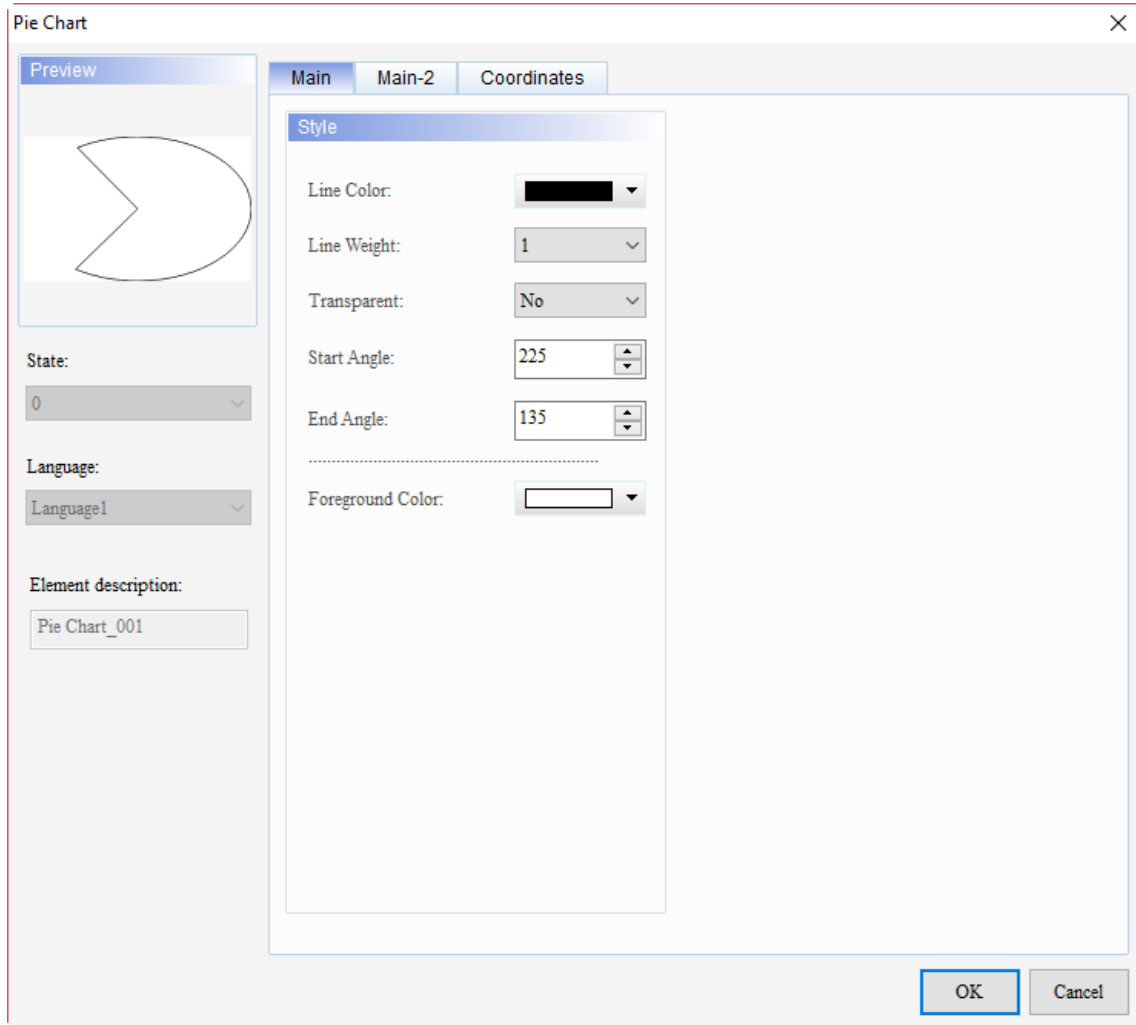 Pie Chart
Preview
Main
Main-2
Coordinates
Style
Line Color:
Line Weight:
1
Transparent:
No
Start Angle:
225
End Angle:
135
Foreground Color:
State:
0
Language:
Language1
Element description:
Pie Chart_001
OK
Cancel